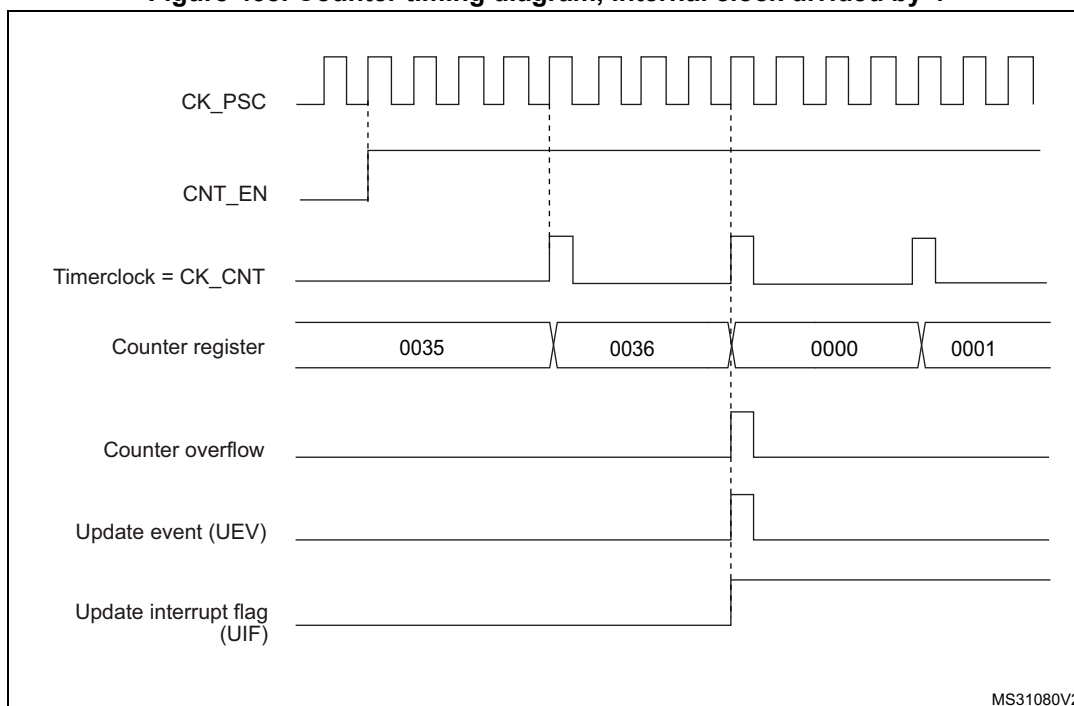 CK_PSC
CNT_EN
Timerclock = CK_CNT
Counter register
0035
0036
0000
0001
Counter overflow
Update event (UEV)
Update interrupt flag
(UIF)
MS31080V2